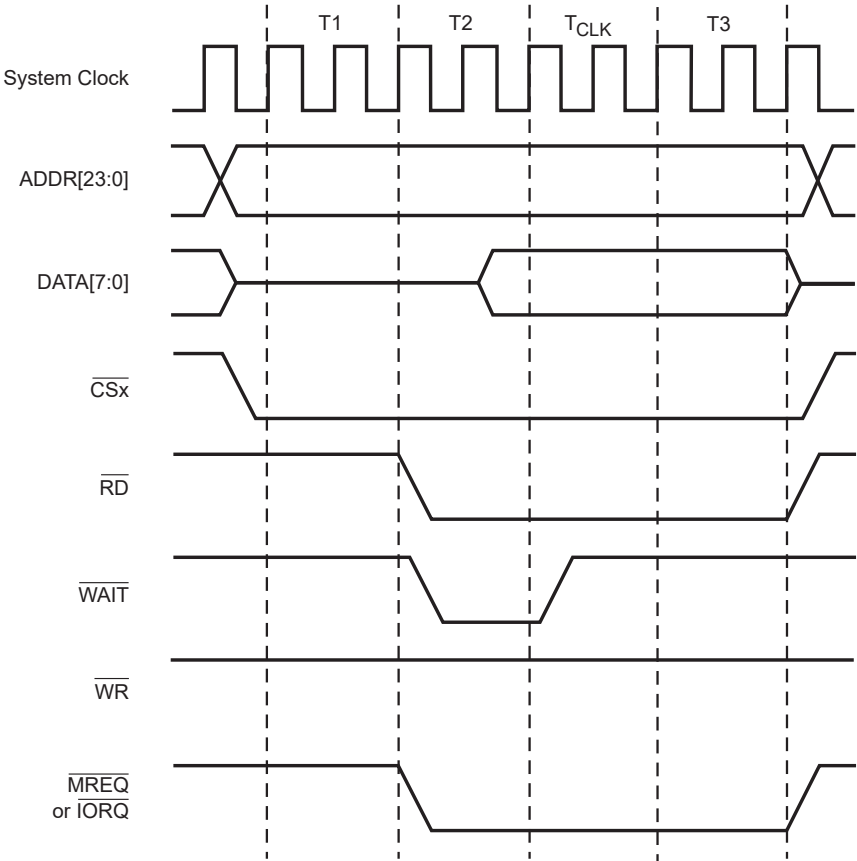 T1 T2 TCLK T3
System Clock
ADDR[23:0]
DATA[7:0]
CSx
RD
WAIT
WR
MREQ
or IORQ